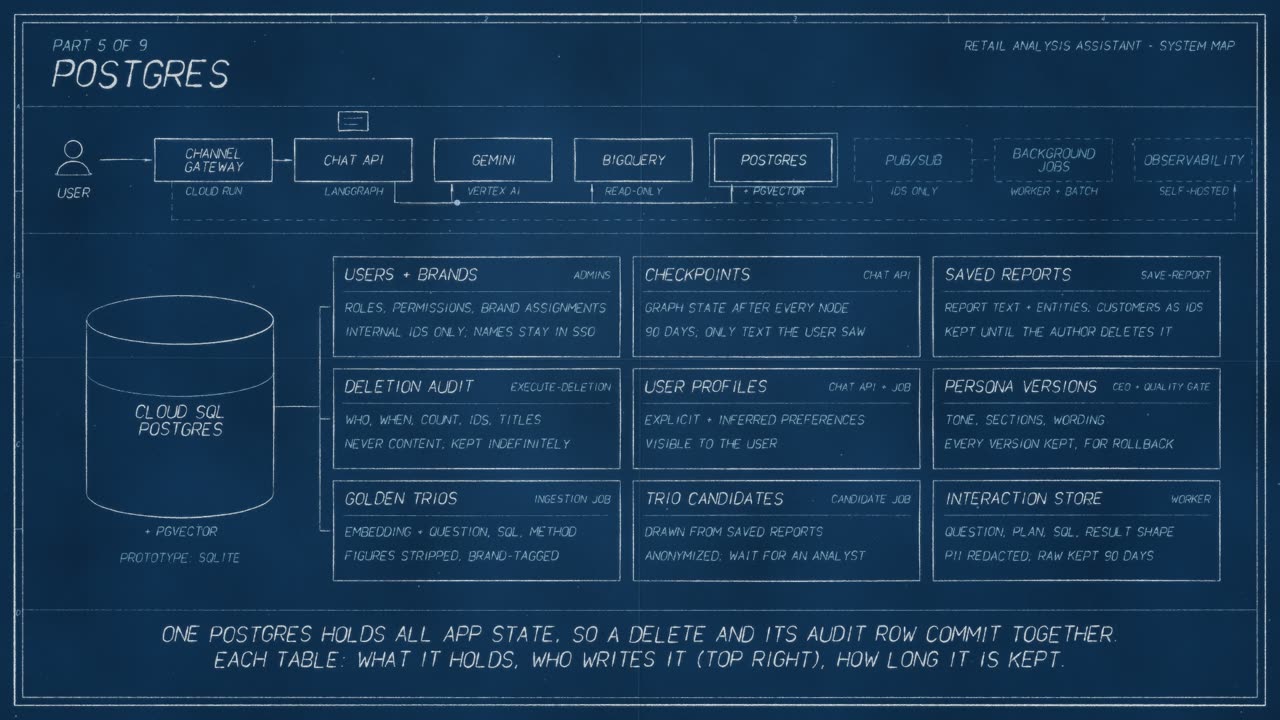 PART 5 OF 9
POSTGRES
RETAIL ANALYSIS ASSISTANT - SYSTEM MAP
USER
CHANNEL
GATEWAY
CLOUD RUN
CHAT API
LANGGRAPH
GEMINI
VERTEX AI
BIGQUERY
READ-ONLY
POSTGRES
+ PGVECTOR
PUB/SUB
IDS ONLY
BACKGROUND
JOBS
WORKER + BATCH
OBSERVABILITY
SELF-HOSTED
CLOUD SQL
POSTGRES
+ PGVECTOR
PROTOTYPE: SQLITE
USERS + BRANDS
ADMINS
ROLES, PERMISSIONS, BRAND ASSIGNMENTS
INTERNAL IDS ONLY; NAMES STAY IN SSO
CHECKPOINTS
CHAT API
GRAPH STATE AFTER EVERY NODE
90 DAYS, ONLY TEXT THE USER SAW
SAVED REPORTS
SAVE-REPORT
REPORT TEXT + ENTITIES, CUSTOMERS AS IDS
KEPT UNTIL THE AUTHOR DELETES IT
DELETION AUDIT
EXECUTE-DELETION
WHO, WHEN, COUNT, IDS, TITLES
NEVER CONTENT, KEPT INDEFINITELY
USER PROFILES
CHAT API + JOB
EXPLICIT + INFERRED PREFERENCES
VISIBLE TO THE USER
PERSONA VERSIONS
CEO + QUALITY GATE
TONE, SECTIONS, WORDING
EVERY VERSION KEPT, FOR ROLLBACK
GOLDEN TRIOS
INGESTION JOB
EMBEDDING + QUESTION, SQL, METHOD
FIGURES STRIPPED, BRAND-TAGGED
TRIO CANDIDATES
CANDIDATE JOB
DRAWN FROM SAVED REPORTS
ANONYMIZED; WAIT FOR AN ANALYST
INTERACTION STORE
WORKER
QUESTION, PLAN, SQL, RESULT SHAPE
PII REDACTED; RAW KEPT 90 DAYS
ONE POSTGRES HOLDS ALL APP STATE, SO A DELETE AND ITS AUDIT ROW COMMIT TOGETHER.
EACH TABLE: WHAT IT HOLDS, WHO WRITES IT (TOP RIGHT), HOW LONG IT IS KEPT.